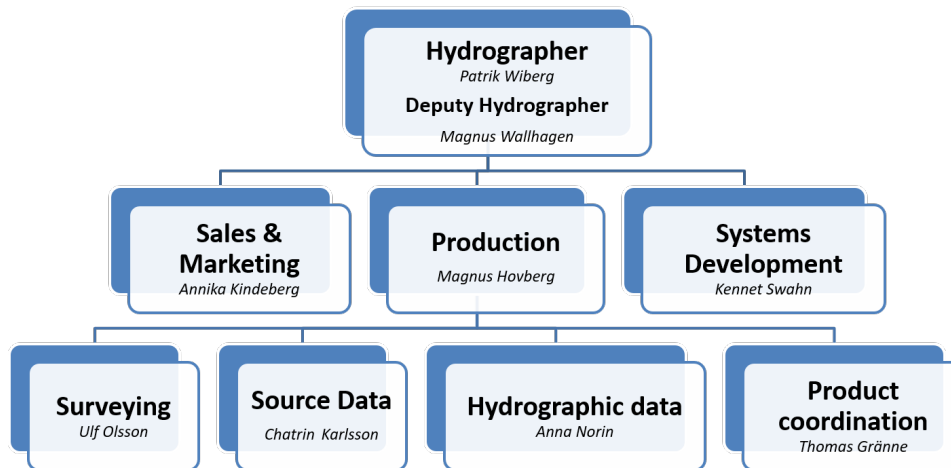 Hydrographer
Patrik Wiberg
Deputy Hydrographer
Magnus Wallhagen
Sales &
Marketing
Annika Kindeberg
Production
Magnus Hovberg
Systems
Development
Kennet Swahn
Surveying
Ulf Olsson
Source Data
Chatrin Karlsson
Hydrographic data
Anna Norin
Product
coordination
Thomas Gränne